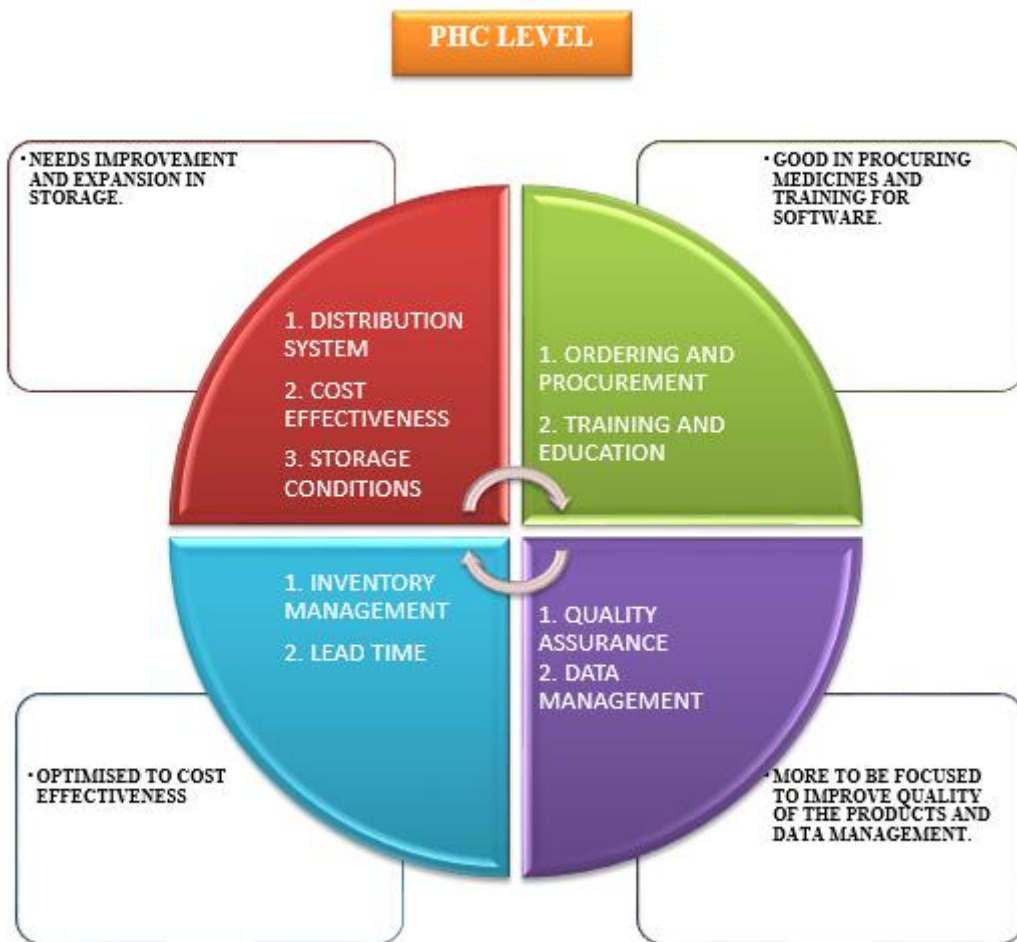 PHC LEVEL
• NEEDS IMPROVEMENT
AND EXPANSION IN
STORAGE.
• GOOD IN PROCURING
MEDICINES AND
TRAINING FOR
SOFTWARE.
1. DISTRIBUTION
SYSTEM
2. COST
EFFECTIVENESS
3. STORAGE
CONDITIONS
1. ORDERING AND
PROCUREMENT
2. TRAINING AND
EDUCATION
1. INVENTORY
MANAGEMENT
2. LEAD TIME
1. QUALITY
ASSURANCE
2. DATA
MANAGEMENT
• OPTIMISED TO COST
EFFECTIVENESS
• MORE TO BE FOCUSED
TO IMPROVE QUALITY
OF THE PRODUCTS AND
DATA MANAGEMENT.